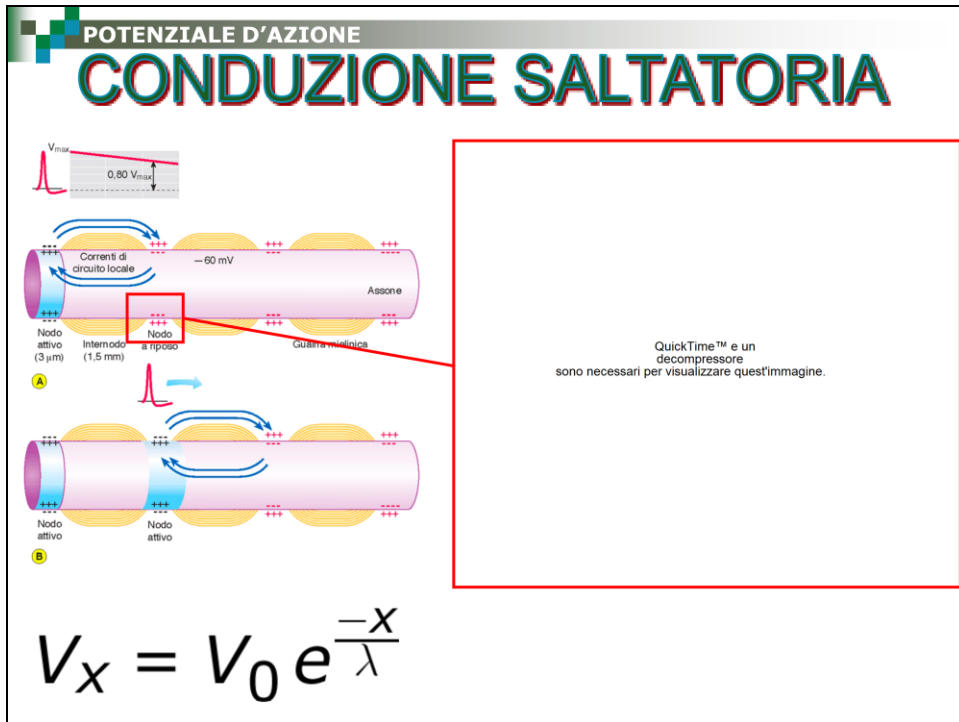 POTENZIALE D'AZIONE
CONDUZIONE SALTATORIA
Vmax
0,80 Vmax
+++ +++ +++
--- --- ---
Correnti di
circuito locale
— 60 mV
Assone
Nodo
attivo
(3 µm)
Internodo
(1,5 mm)
Nodo
a riposo
Guaina mielinica
A
QuickTime™ e un
decompressore
sono necessari per visualizzare quest'immagine.
Nodo
attivo
Nodo
attivo
B
Vx = V0 e^(-x/λ)